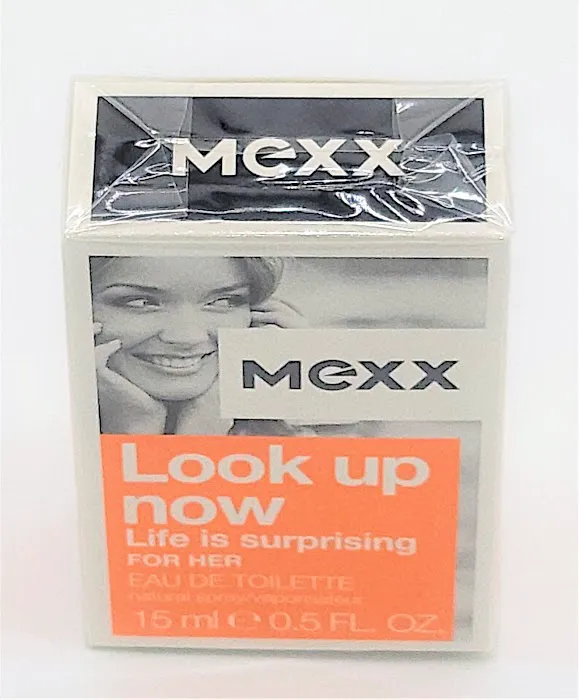 mexx
mexx
Look up
now
Life is surprising
FOR HER
EAU DE TOILETTE
natural spray/vaporisateur
15 ml ℮ 0.5 FL. OZ.